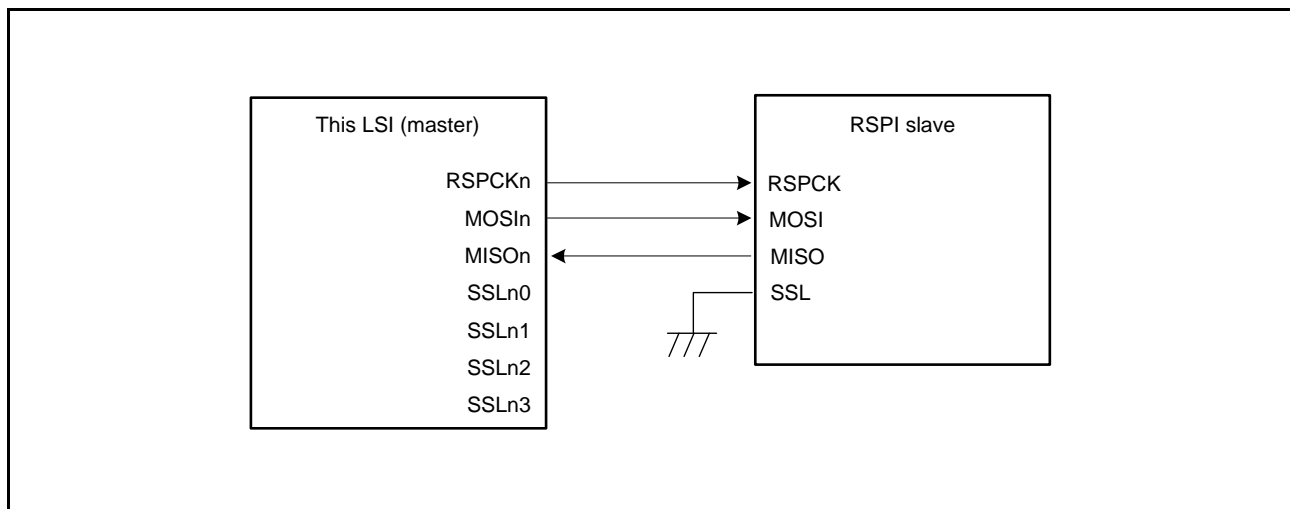 This LSI (master)
RSPCKn
MOSIn
MISOn
SSLn0
SSLn1
SSLn2
SSLn3
RSPI slave
RSPCK
MOSI
MISO
SSL